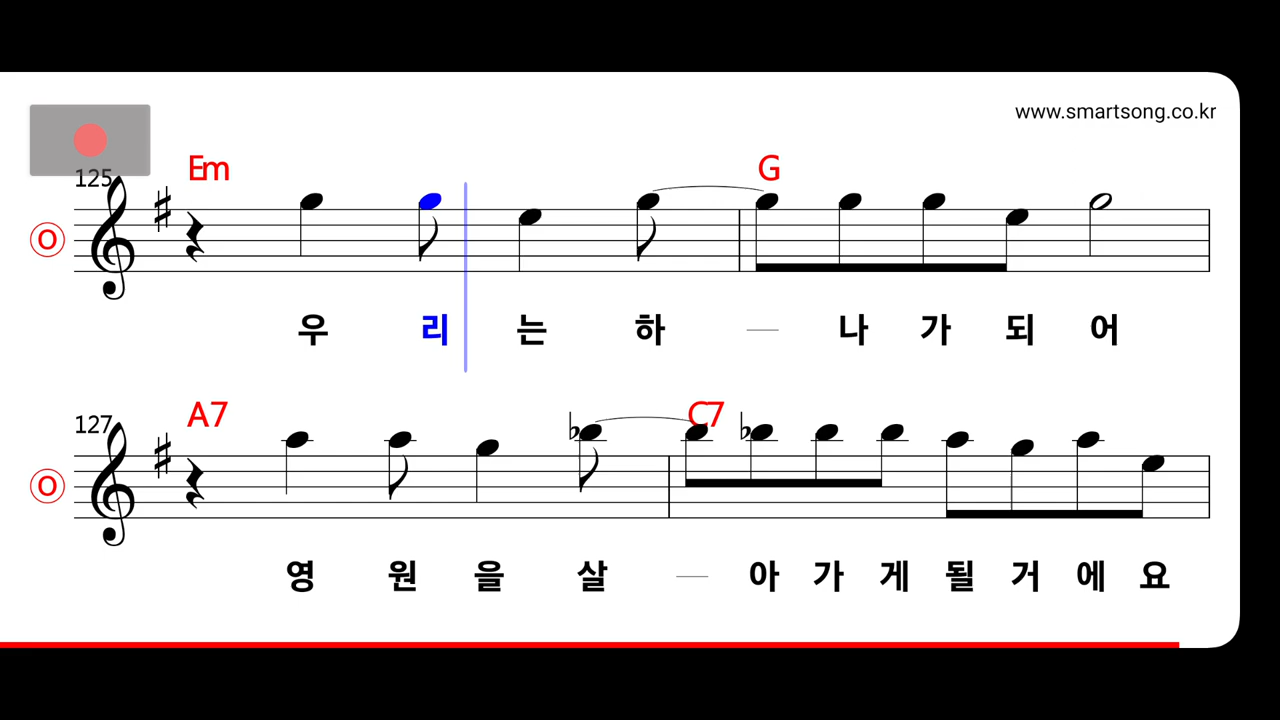 www.smartsong.co.kr
125
Em G
O
우 리 는 하 — 나 가 되 어
127
A7 C7
O
영 원 을 살 — 아 가 게 될 거 에 요